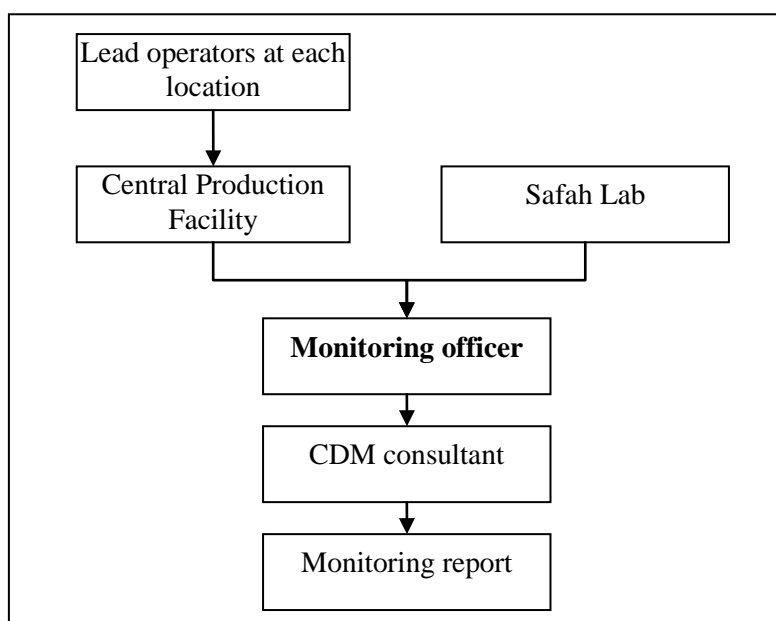 Lead operators at each
location
Central Production
Facility
Safah Lab
Monitoring officer
CDM consultant
Monitoring report